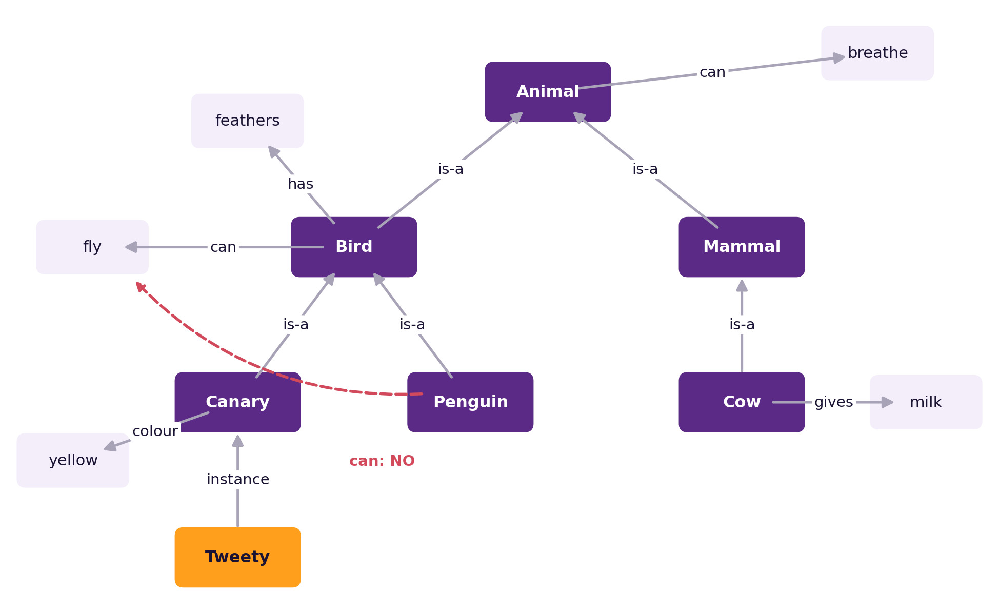 breathe
can
Animal
feathers
is-a
is-a
has
fly
can
Bird
Mammal
is-a
is-a
is-a
Canary
Penguin
Cow
gives
milk
colour
yellow
can: NO
instance
Tweety